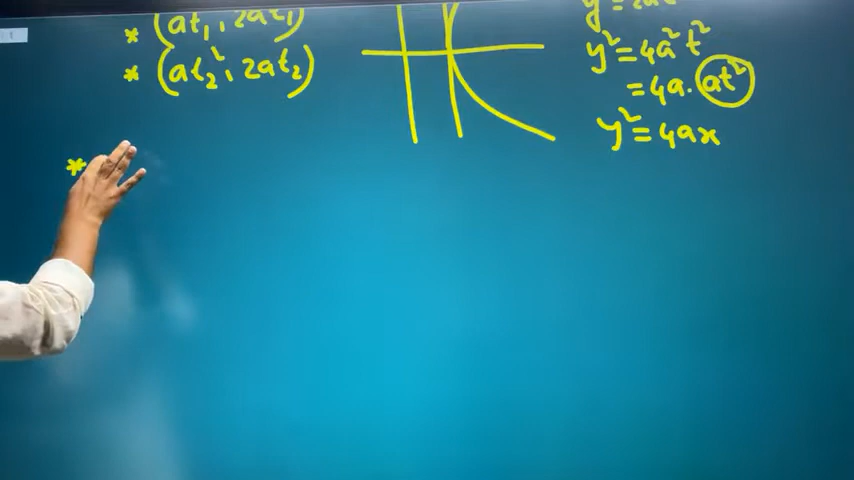 * (at₁, 2at₁)
* (at₂², 2at₂)
*
y² = 4a²t²
= 4a.at²
y² = 4ax